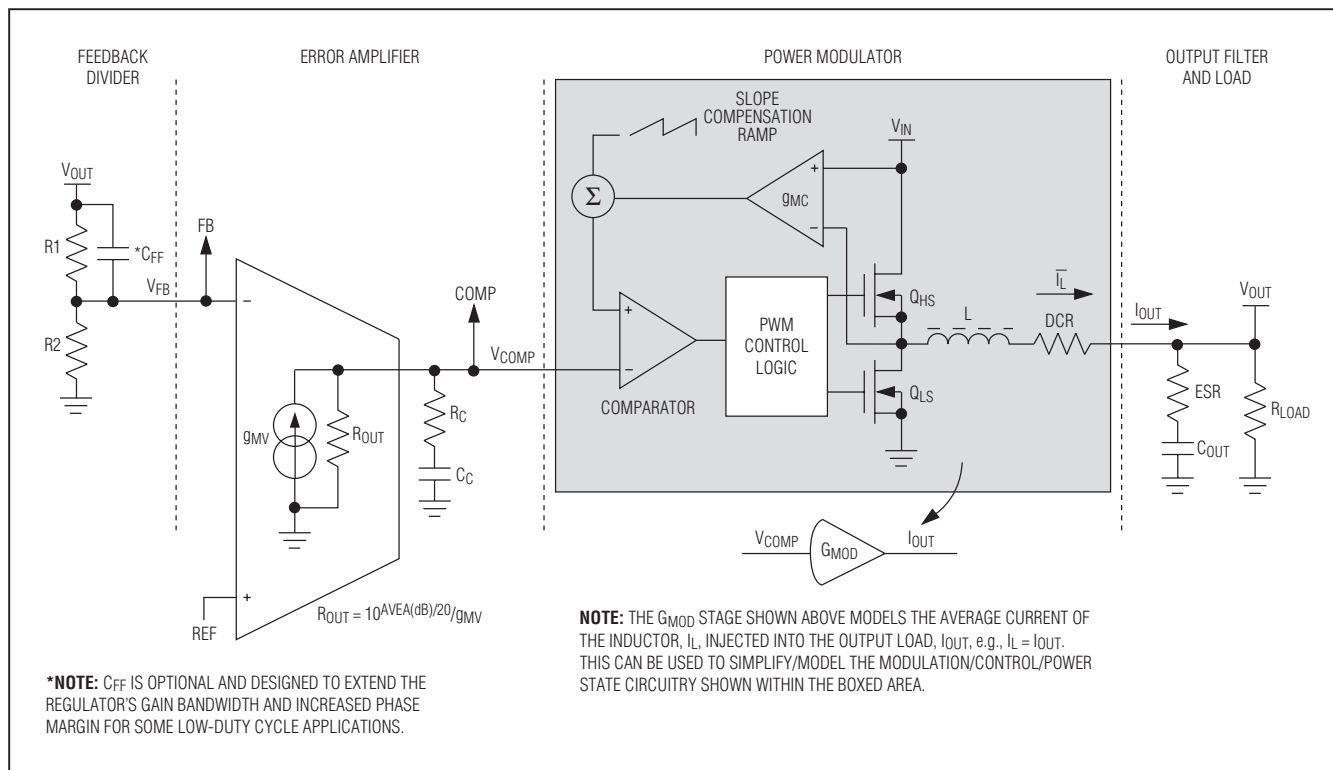 FEEDBACK
DIVIDER
ERROR AMPLIFIER
POWER MODULATOR
OUTPUT FILTER
AND LOAD
SLOPE
COMPENSATION
RAMP
VIN
VOUT
FB
R1
*CFF
VFB
R2
−
gMV
ROUT
+
REF
ROUT = 10^AVEA(dB)/20/gMV
COMP
VCOMP
RC
CC
Σ
+
gMC
−
+
−
COMPARATOR
PWM
CONTROL
LOGIC
QHS
QLS
IL
L
DCR
IOUT
VOUT
ESR
COUT
RLOAD
VCOMP
GMOD
IOUT
*NOTE: CFF IS OPTIONAL AND DESIGNED TO EXTEND THE
REGULATOR'S GAIN BANDWIDTH AND INCREASED PHASE
MARGIN FOR SOME LOW-DUTY CYCLE APPLICATIONS.
NOTE: THE GMOD STAGE SHOWN ABOVE MODELS THE AVERAGE CURRENT OF
THE INDUCTOR, IL, INJECTED INTO THE OUTPUT LOAD, IOUT, e.g., IL = IOUT.
THIS CAN BE USED TO SIMPLIFY/MODEL THE MODULATION/CONTROL/POWER
STATE CIRCUITRY SHOWN WITHIN THE BOXED AREA.